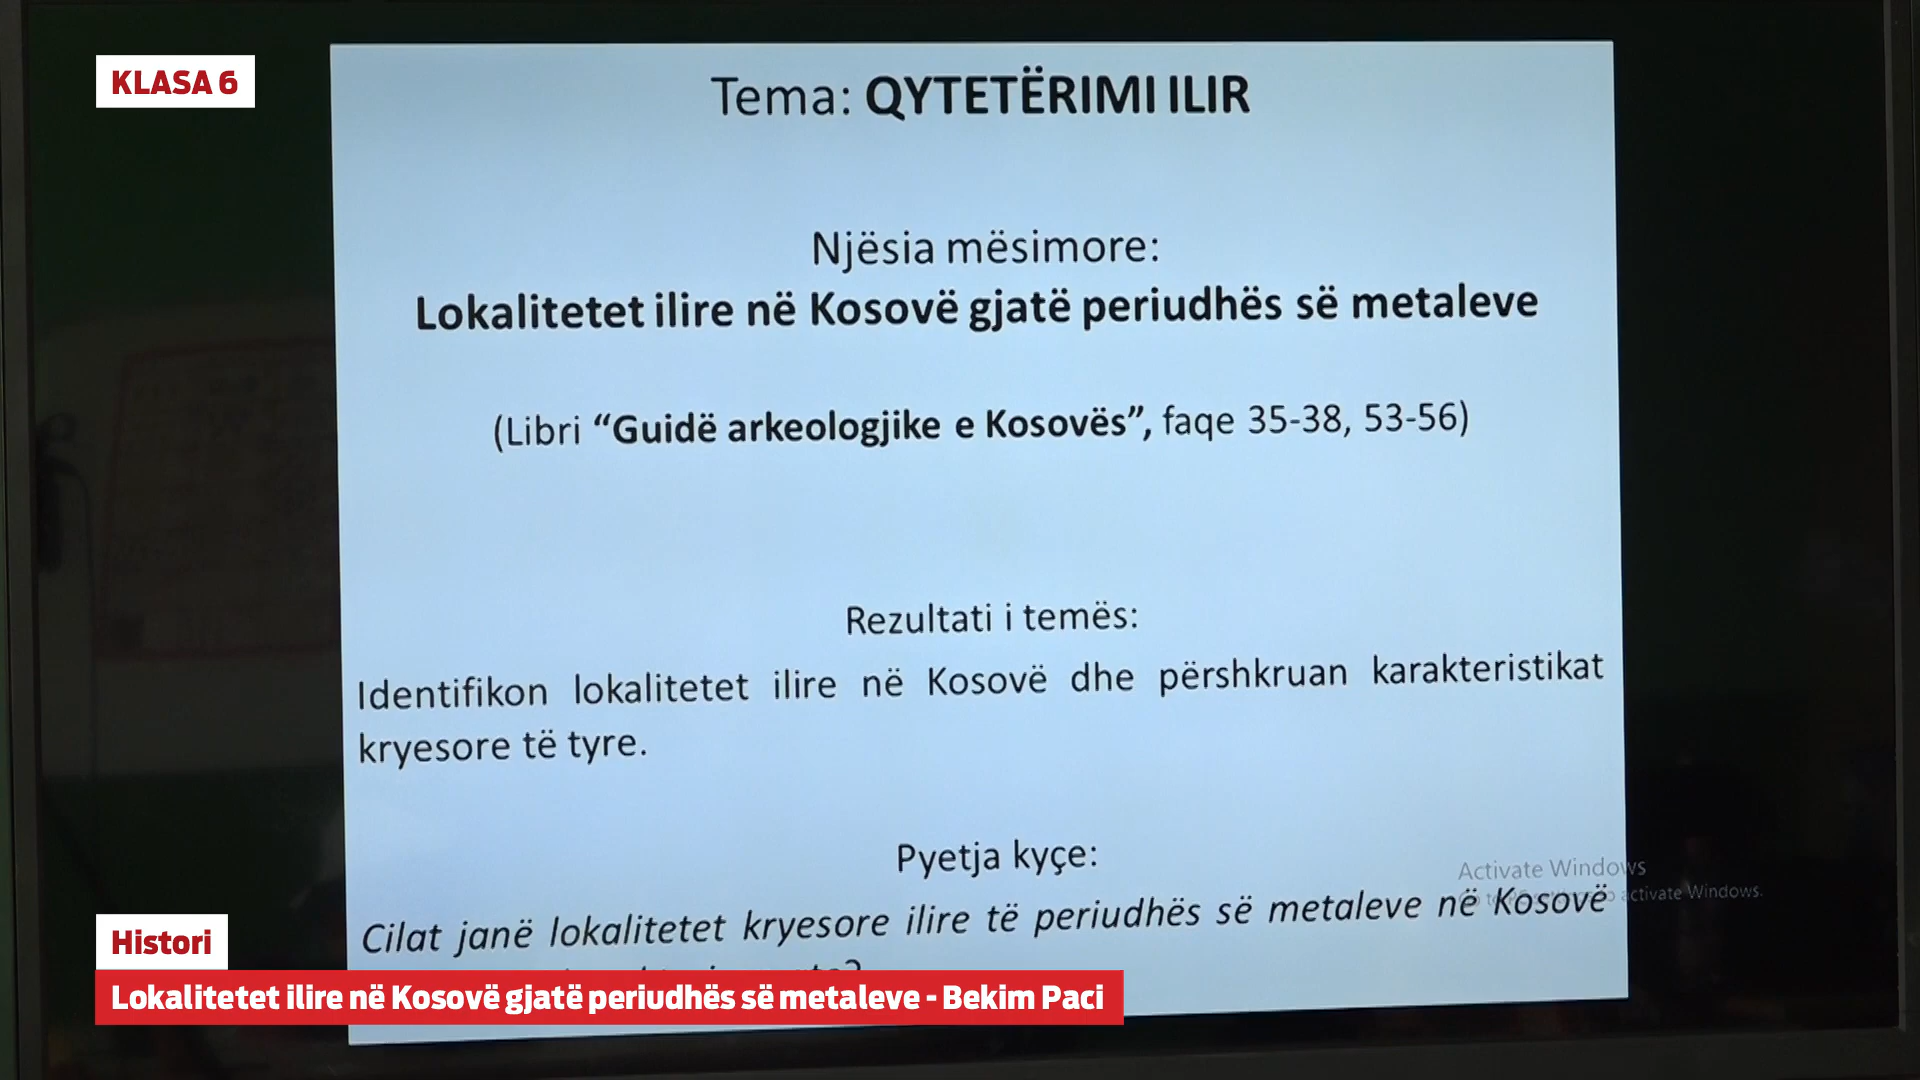 KLASA 6
Tema: QYTETËRIMI ILIR
Njësia mësimore:
Lokalitetet ilire në Kosovë gjatë periudhës së metaleve
(Libri “Guidë arkeologjike e Kosovës”, faqe 35-38, 53-56)
Rezultati i temës:
Identifikon lokalitetet ilire në Kosovë dhe përshkruan karakteristikat
kryesore të tyre.
Pyetja kyçe:
Activate Windows
activate Windows.
Cilat janë lokalitetet kryesore ilire të periudhës së metaleve në Kosovë
Histori
Lokalitetet ilire në Kosovë gjatë periudhës së metaleve - Bekim Paci